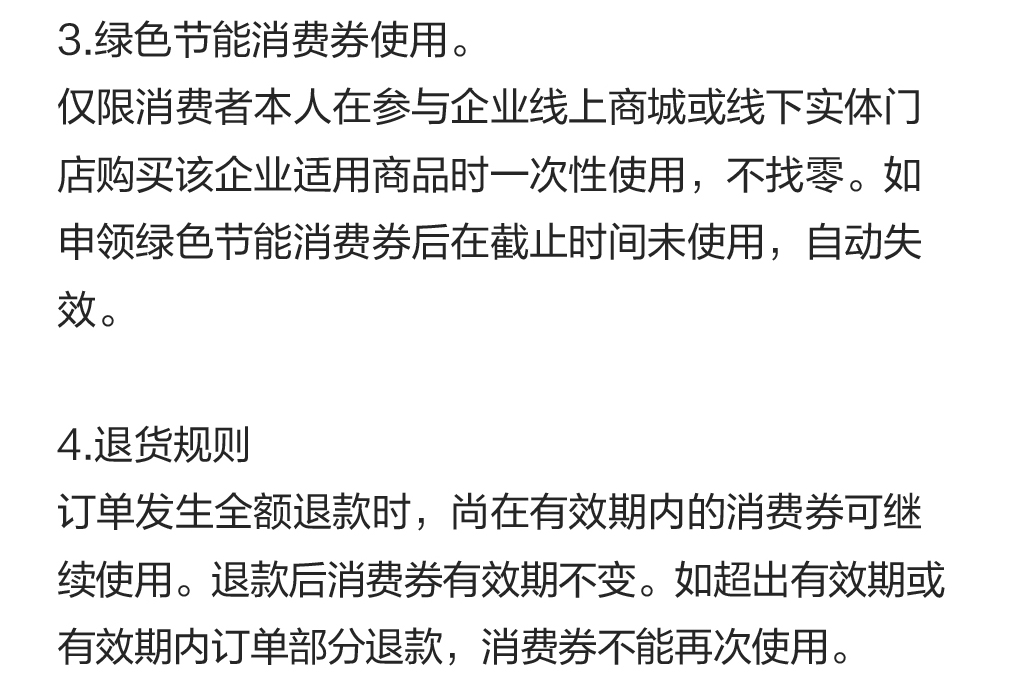 3.绿色节能消费券使用。
仅限消费者本人在参与企业线上商城或线下实体门
店购买该企业适用商品时一次性使用，不找零。如
申领绿色节能消费券后在截止时间未使用，自动失
效。
4.退货规则
订单发生全额退款时，尚在有效期内的消费券可继
续使用。退款后消费券有效期不变。如超出有效期或
有效期内订单部分退款，消费券不能再次使用。